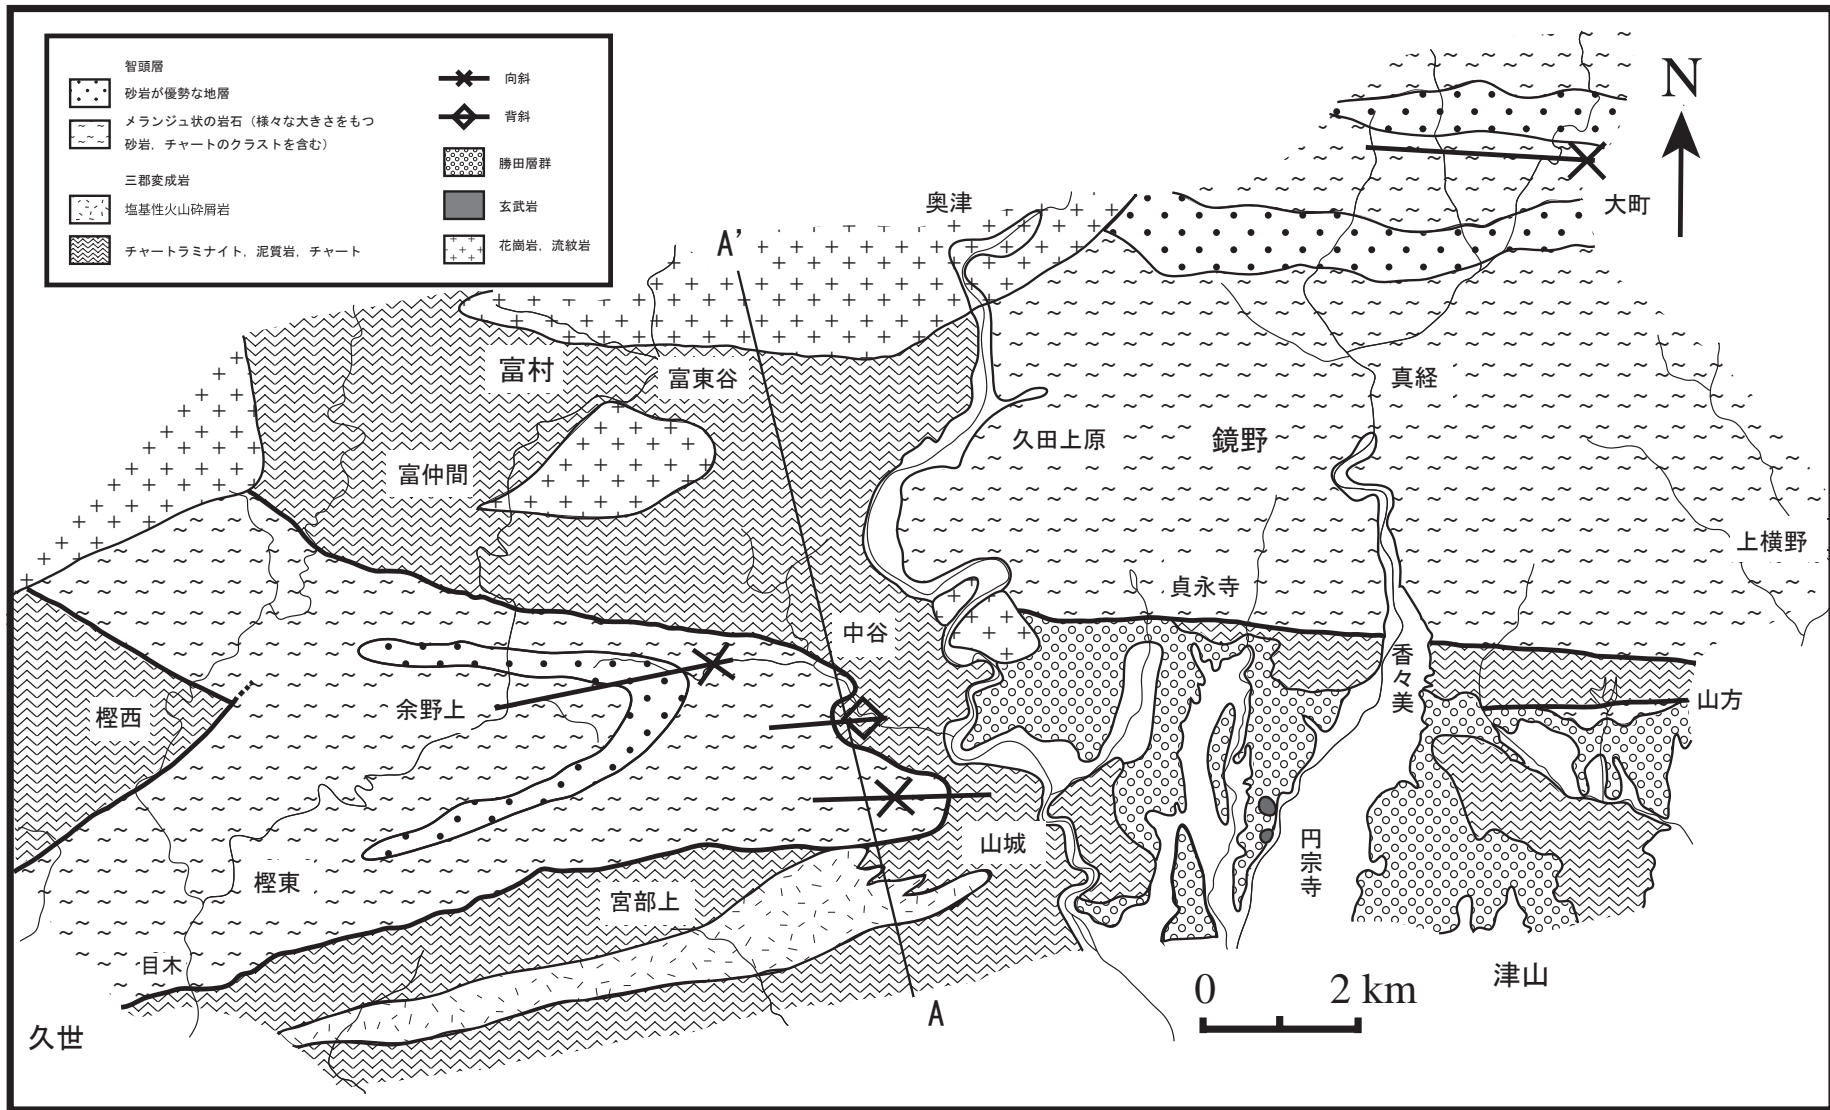 智頭層
砂岩が優勢な地層
メランジュ状の岩石（様々な大きさをもつ
砂岩，チャートのクラストを含む）
三郡変成岩
塩基性火山砕屑岩
チャートラミナイト，泥質岩，チャート
向斜
背斜
勝田層群
玄武岩
花崗岩，流紋岩
N
奥津
大町
A’
富村
富東谷
真経
久田上原
鏡野
富仲間
上横野
貞永寺
中谷
香々美
山方
樫西
余野上
山城
円宗寺
樫東
宮部上
目木
津山
0
2 km
A
久世